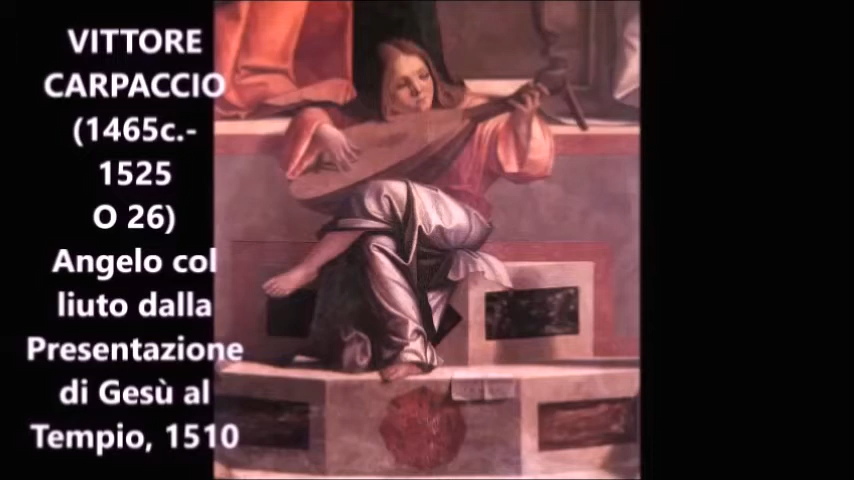 VITTORE
CARPACCIO
(1465c.-
1525
O 26)
Angelo col
liuto dalla
Presentazione
di Gesù al
Tempio, 1510